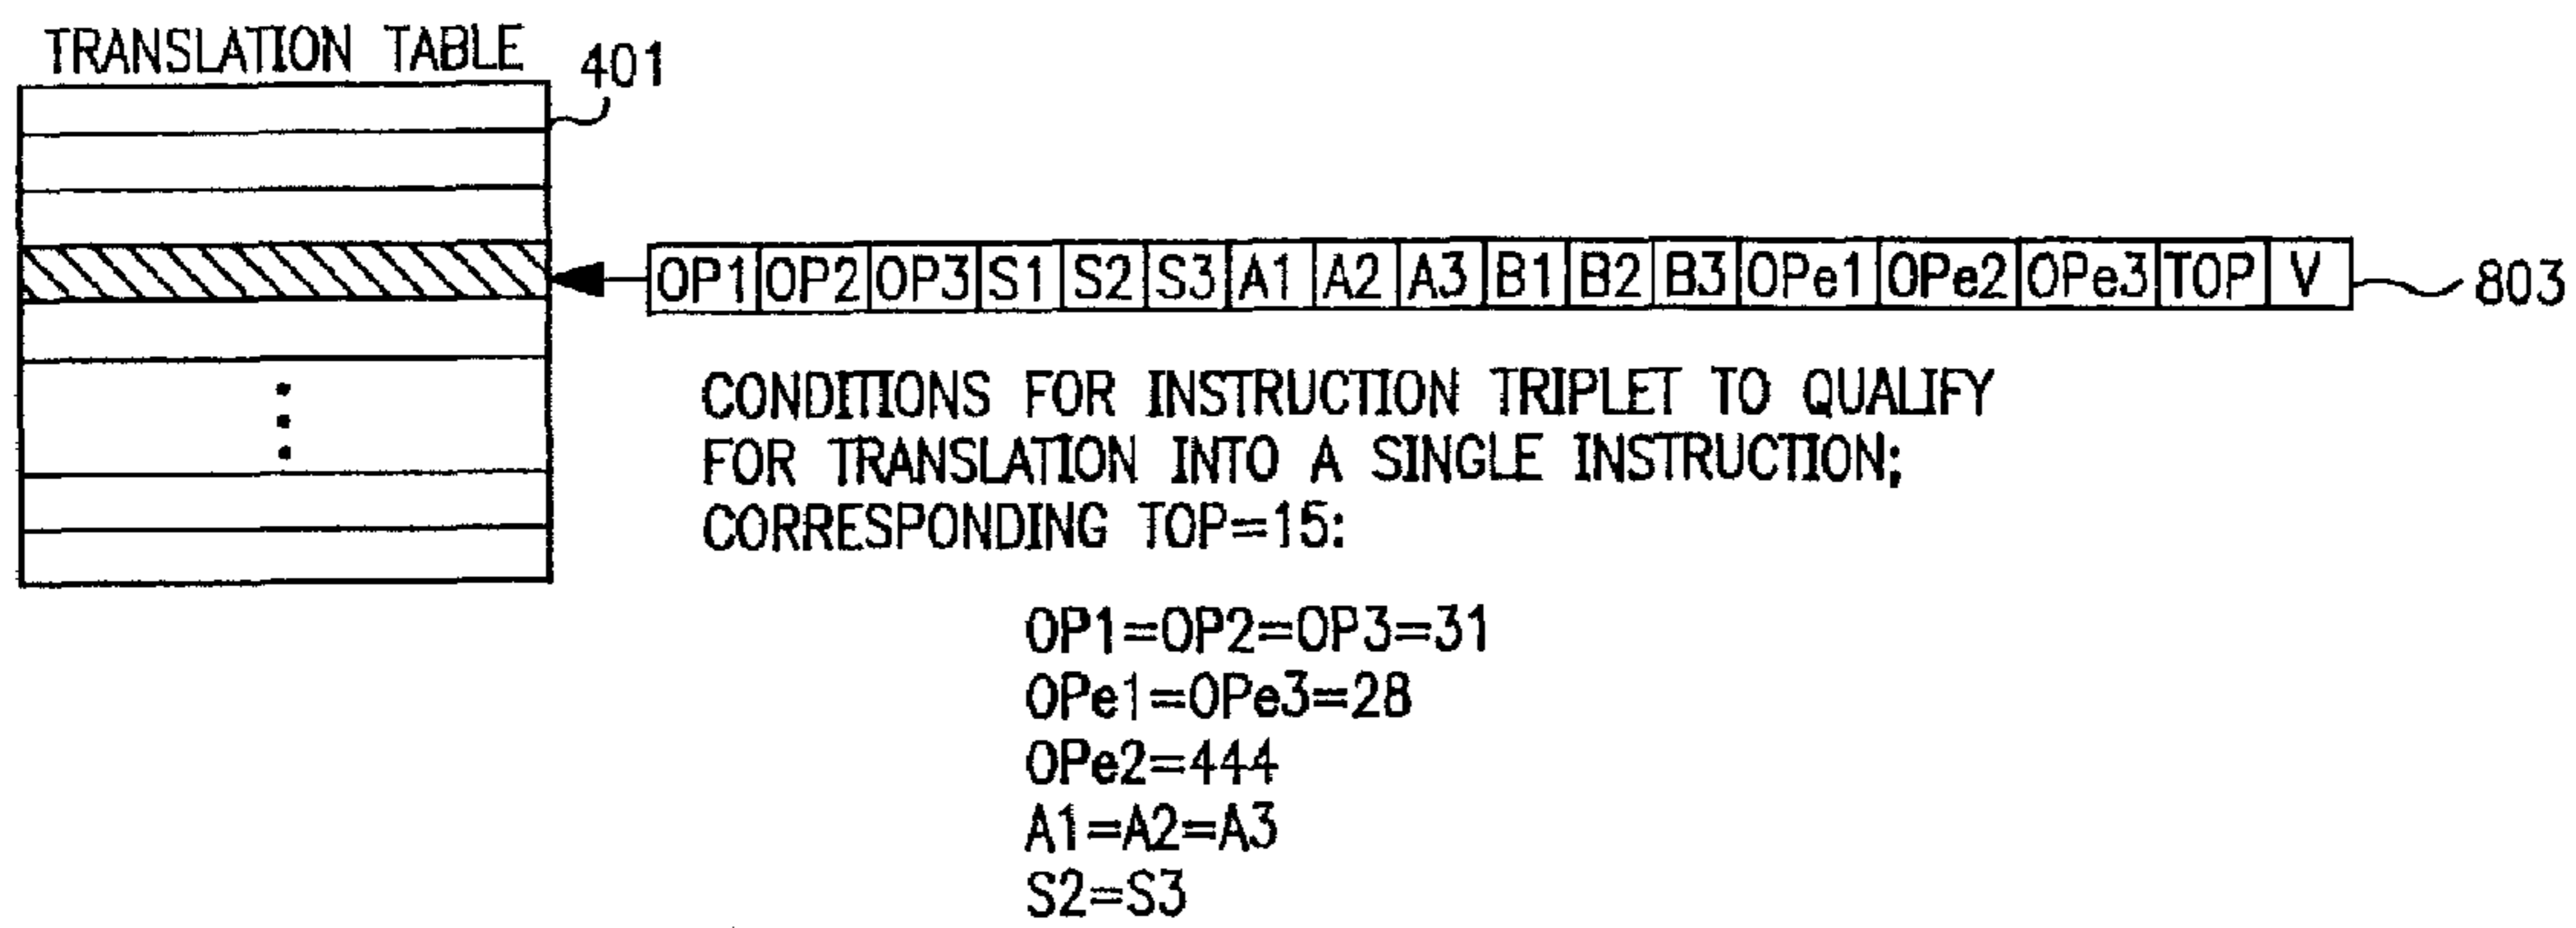 TRANSLATION TABLE
401
OP1 OP2 OP3 S1 S2 S3 A1 A2 A3 B1 B2 B3 OPe1 OPe2 OPe3 TOP V
803
CONDITIONS FOR INSTRUCTION TRIPLET TO QUALIFY
FOR TRANSLATION INTO A SINGLE INSTRUCTION;
CORRESPONDING TOP=15:
OP1=OP2=OP3=31
OPe1=OPe3=28
OPe2=444
A1=A2=A3
S2=S3